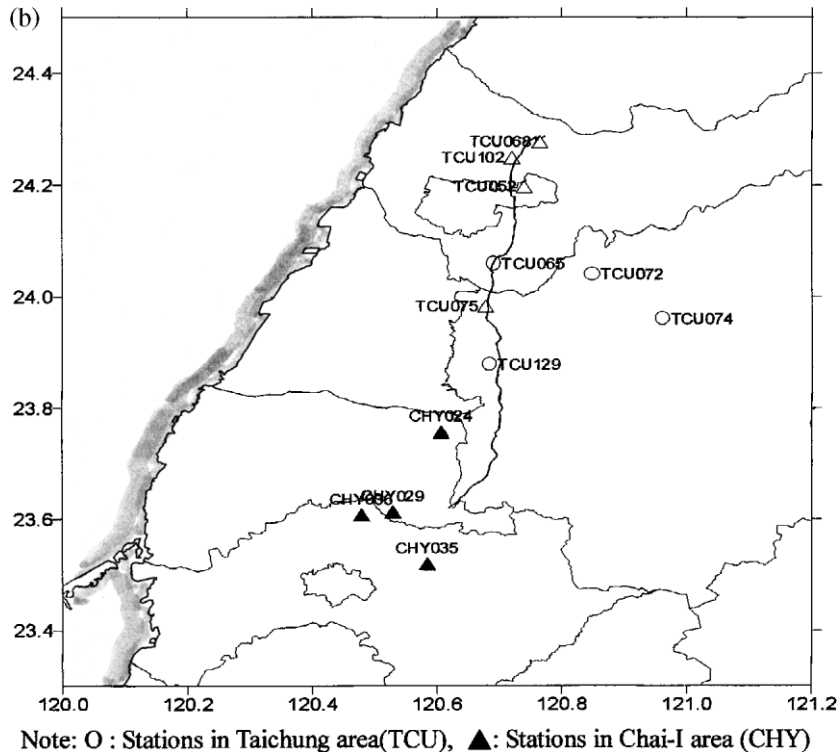 (b)
24.4
TCU068
TCU102
24.2
TCU052
TCU065
TCU072
24.0
TCU075
TCU074
TCU129
23.8
CHY024
CHY029
CHY036
23.6
CHY035
23.4
120.0 120.2 120.4 120.6 120.8 121.0 121.2
Note: O : Stations in Taichung area(TCU), ▲: Stations in Chai-I area (CHY)